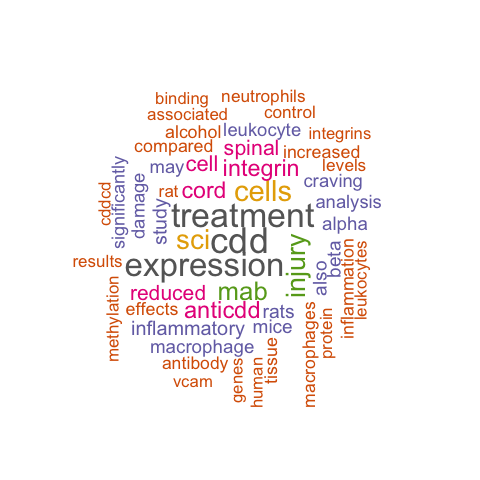 binding neutrophils
associated control
alcohol leukocyte integrins
compared spinal increased
may cell integrin levels
cord cells craving
rat
significantly damage study treatment analysis
cddcd sci cdd alpha
results expression injury also beta inflammation leukocytes
methylation reduced mab
effects anticdd rats
inflammatory mice macrophages protein
macrophage tissue
antibody genes human
vcam